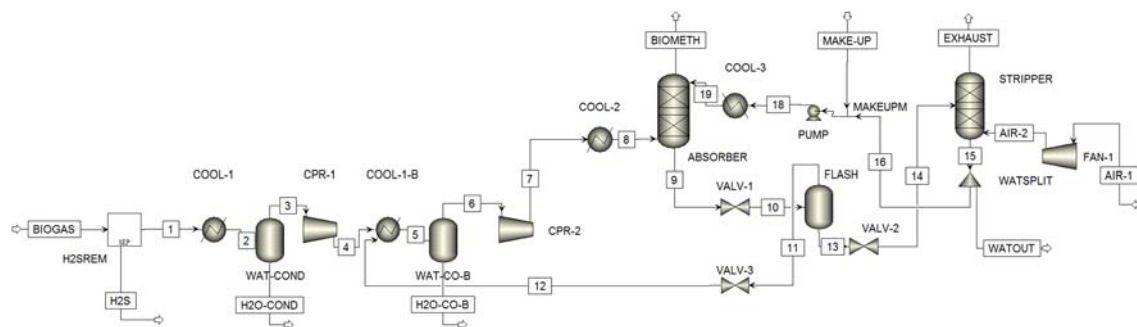 BIOMETH
MAKE-UP
EXHAUST
COOL-3
STRIPPER
19
18
COOL-2
MAKEUPM
PUMP
AIR-2
8
ABSORBER
16
15
FAN-1
7
14
COOL-1
CPR-1
COOL-1-B
9
FLASH
WATSPLIT
AIR-1
3
6
VALV-1
10
BIOGAS
1
2
4
5
CPR-2
11
13
VALV-2
SEP
H2SREM
WAT-COND
WAT-CO-B
12
VALV-3
WATOUT
H2S
H2O-COND
H2O-CO-B